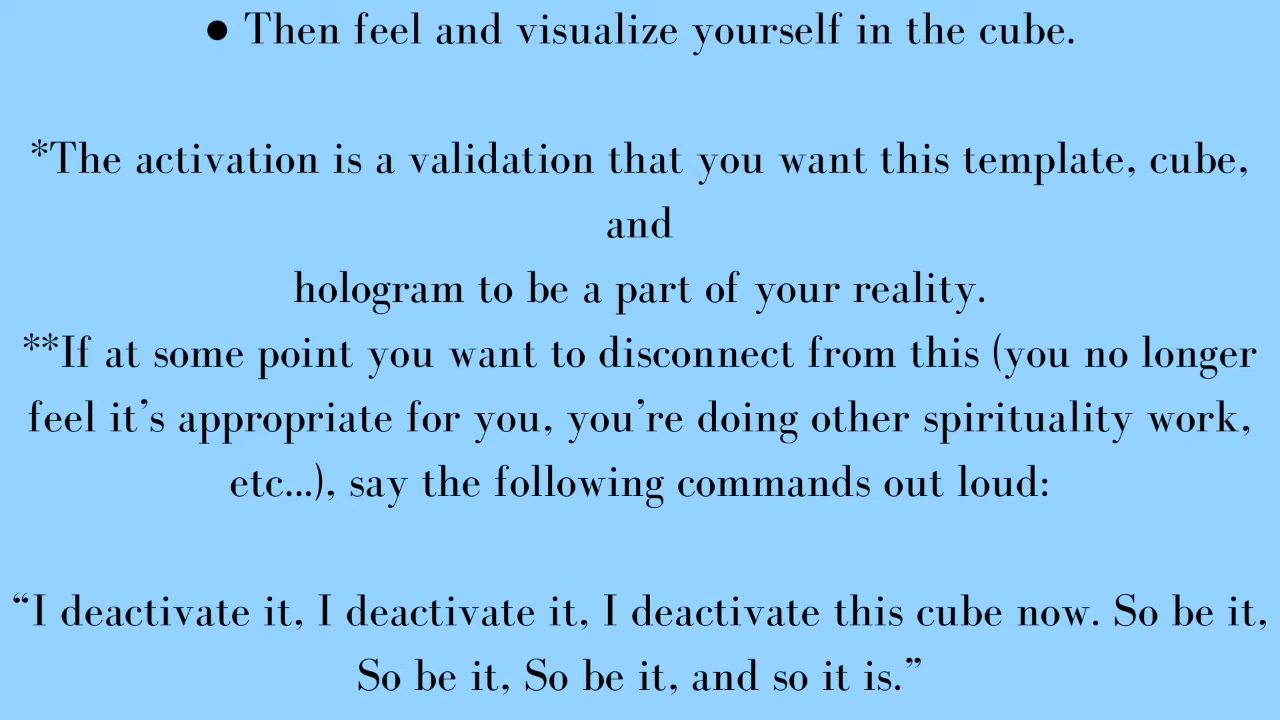 ● Then feel and visualize yourself in the cube.
*The activation is a validation that you want this template, cube,
and
hologram to be a part of your reality.
**If at some point you want to disconnect from this (you no longer
feel it’s appropriate for you, you’re doing other spirituality work,
etc...), say the following commands out loud:
“I deactivate it, I deactivate it, I deactivate this cube now. So be it,
So be it, So be it, and so it is.”